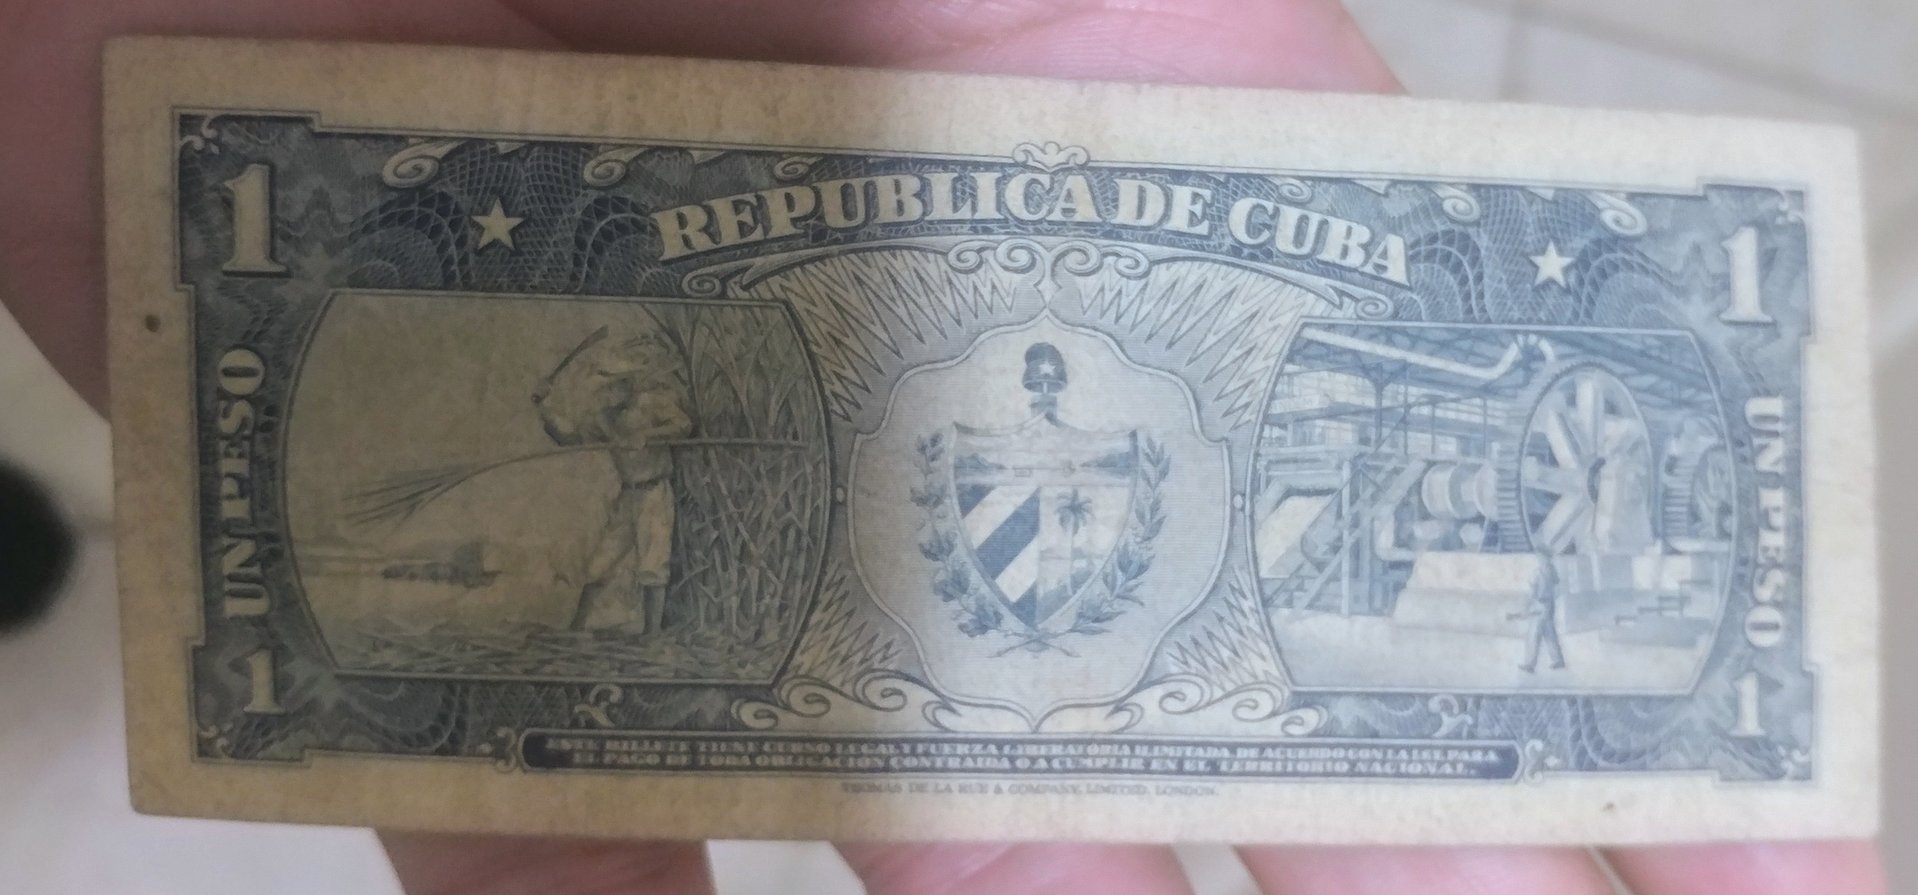 1 REPUBLICA DE CUBA 1
UN PESO
UN PESO
1 1
ESTE BILLETE TIENE CURSO LEGAL Y FUERZA LIBERATORIA ILIMITADA, DE ACUERDO CON LA LEY, PARA
EL PAGO DE TODA OBLIGACION CONTRAIDA O A CUMPLIR EN EL TERRITORIO NACIONAL.
THOMAS DE LA RUE & COMPANY, LIMITED, LONDON.